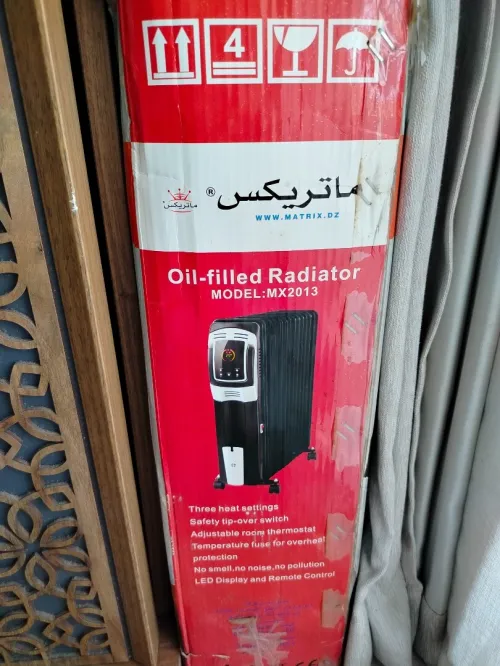 4
ماتريكس ®
ماتريكس
WWW.MATRIX.DZ
Oil-filled Radiator
MODEL:MX2013
Three heat settings
Safety tip-over switch
Adjustable room thermostat
Temperature fuse for overheat
protection
No smell,no noise,no pollution
LED Display and Remote Control